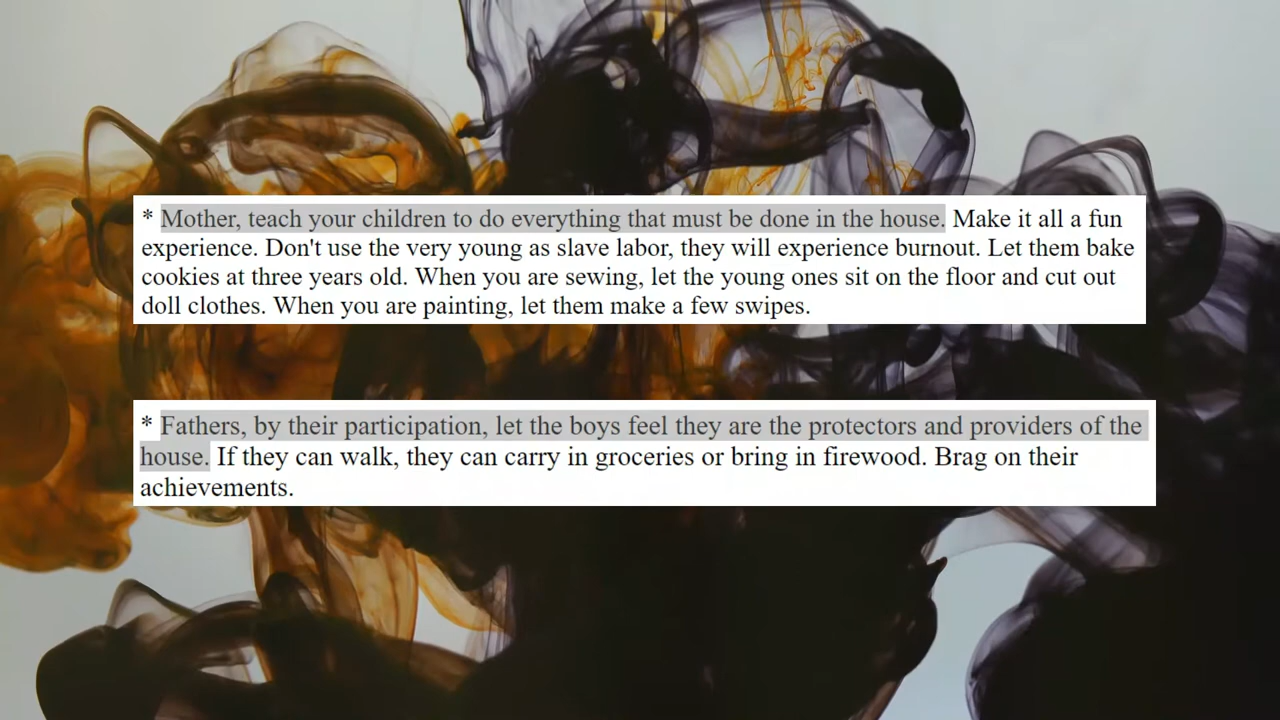 * Mother, teach your children to do everything that must be done in the house. Make it all a fun
experience. Don't use the very young as slave labor, they will experience burnout. Let them bake
cookies at three years old. When you are sewing, let the young ones sit on the floor and cut out
doll clothes. When you are painting, let them make a few swipes.
* Fathers, by their participation, let the boys feel they are the protectors and providers of the
house. If they can walk, they can carry in groceries or bring in firewood. Brag on their
achievements.